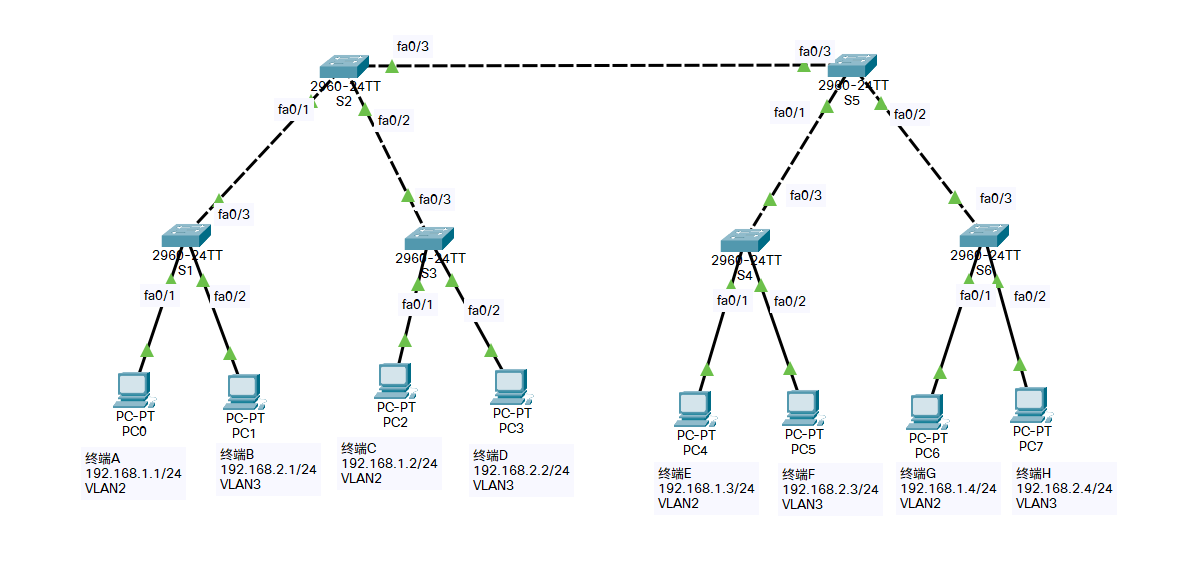 fa0/3
fa0/3
2960-24TT
S2
2960-24TT
S5
fa0/1
fa0/2
fa0/1
fa0/2
fa0/3
fa0/3
fa0/3
fa0/3
2960-24TT
S1
2960-24TT
S3
2960-24TT
S4
2960-24TT
S6
fa0/1
fa0/2
fa0/1
fa0/2
fa0/1
fa0/2
fa0/1
fa0/2
PC-PT
PC0
PC-PT
PC1
PC-PT
PC2
PC-PT
PC3
PC-PT
PC4
PC-PT
PC5
PC-PT
PC6
PC-PT
PC7
终端A
192.168.1.1/24
VLAN2
终端B
192.168.2.1/24
VLAN3
终端C
192.168.1.2/24
VLAN2
终端D
192.168.2.2/24
VLAN3
终端E
192.168.1.3/24
VLAN2
终端F
192.168.2.3/24
VLAN3
终端G
192.168.1.4/24
VLAN2
终端H
192.168.2.4/24
VLAN3